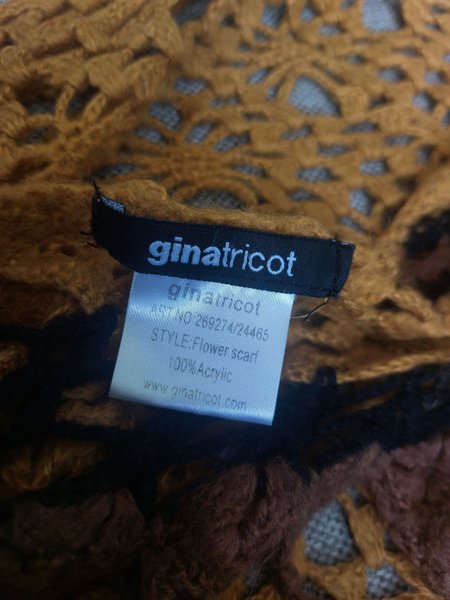 ginatricot
ginatricot
ART.NO:269274/24465
STYLE:Flower scarf
100%Acrylic
www.ginatricot.com